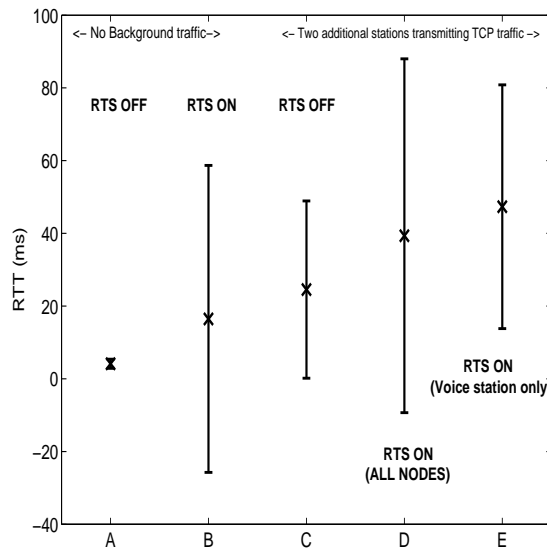 100
<- No Background traffic->
<- Two additional stations transmitting TCP traffic ->
80
RTS OFF
RTS ON
RTS OFF
60
40
RTT (ms)
20
0
RTS ON
(Voice station only)
−20
RTS ON
(ALL NODES)
−40
A
B
C
D
E